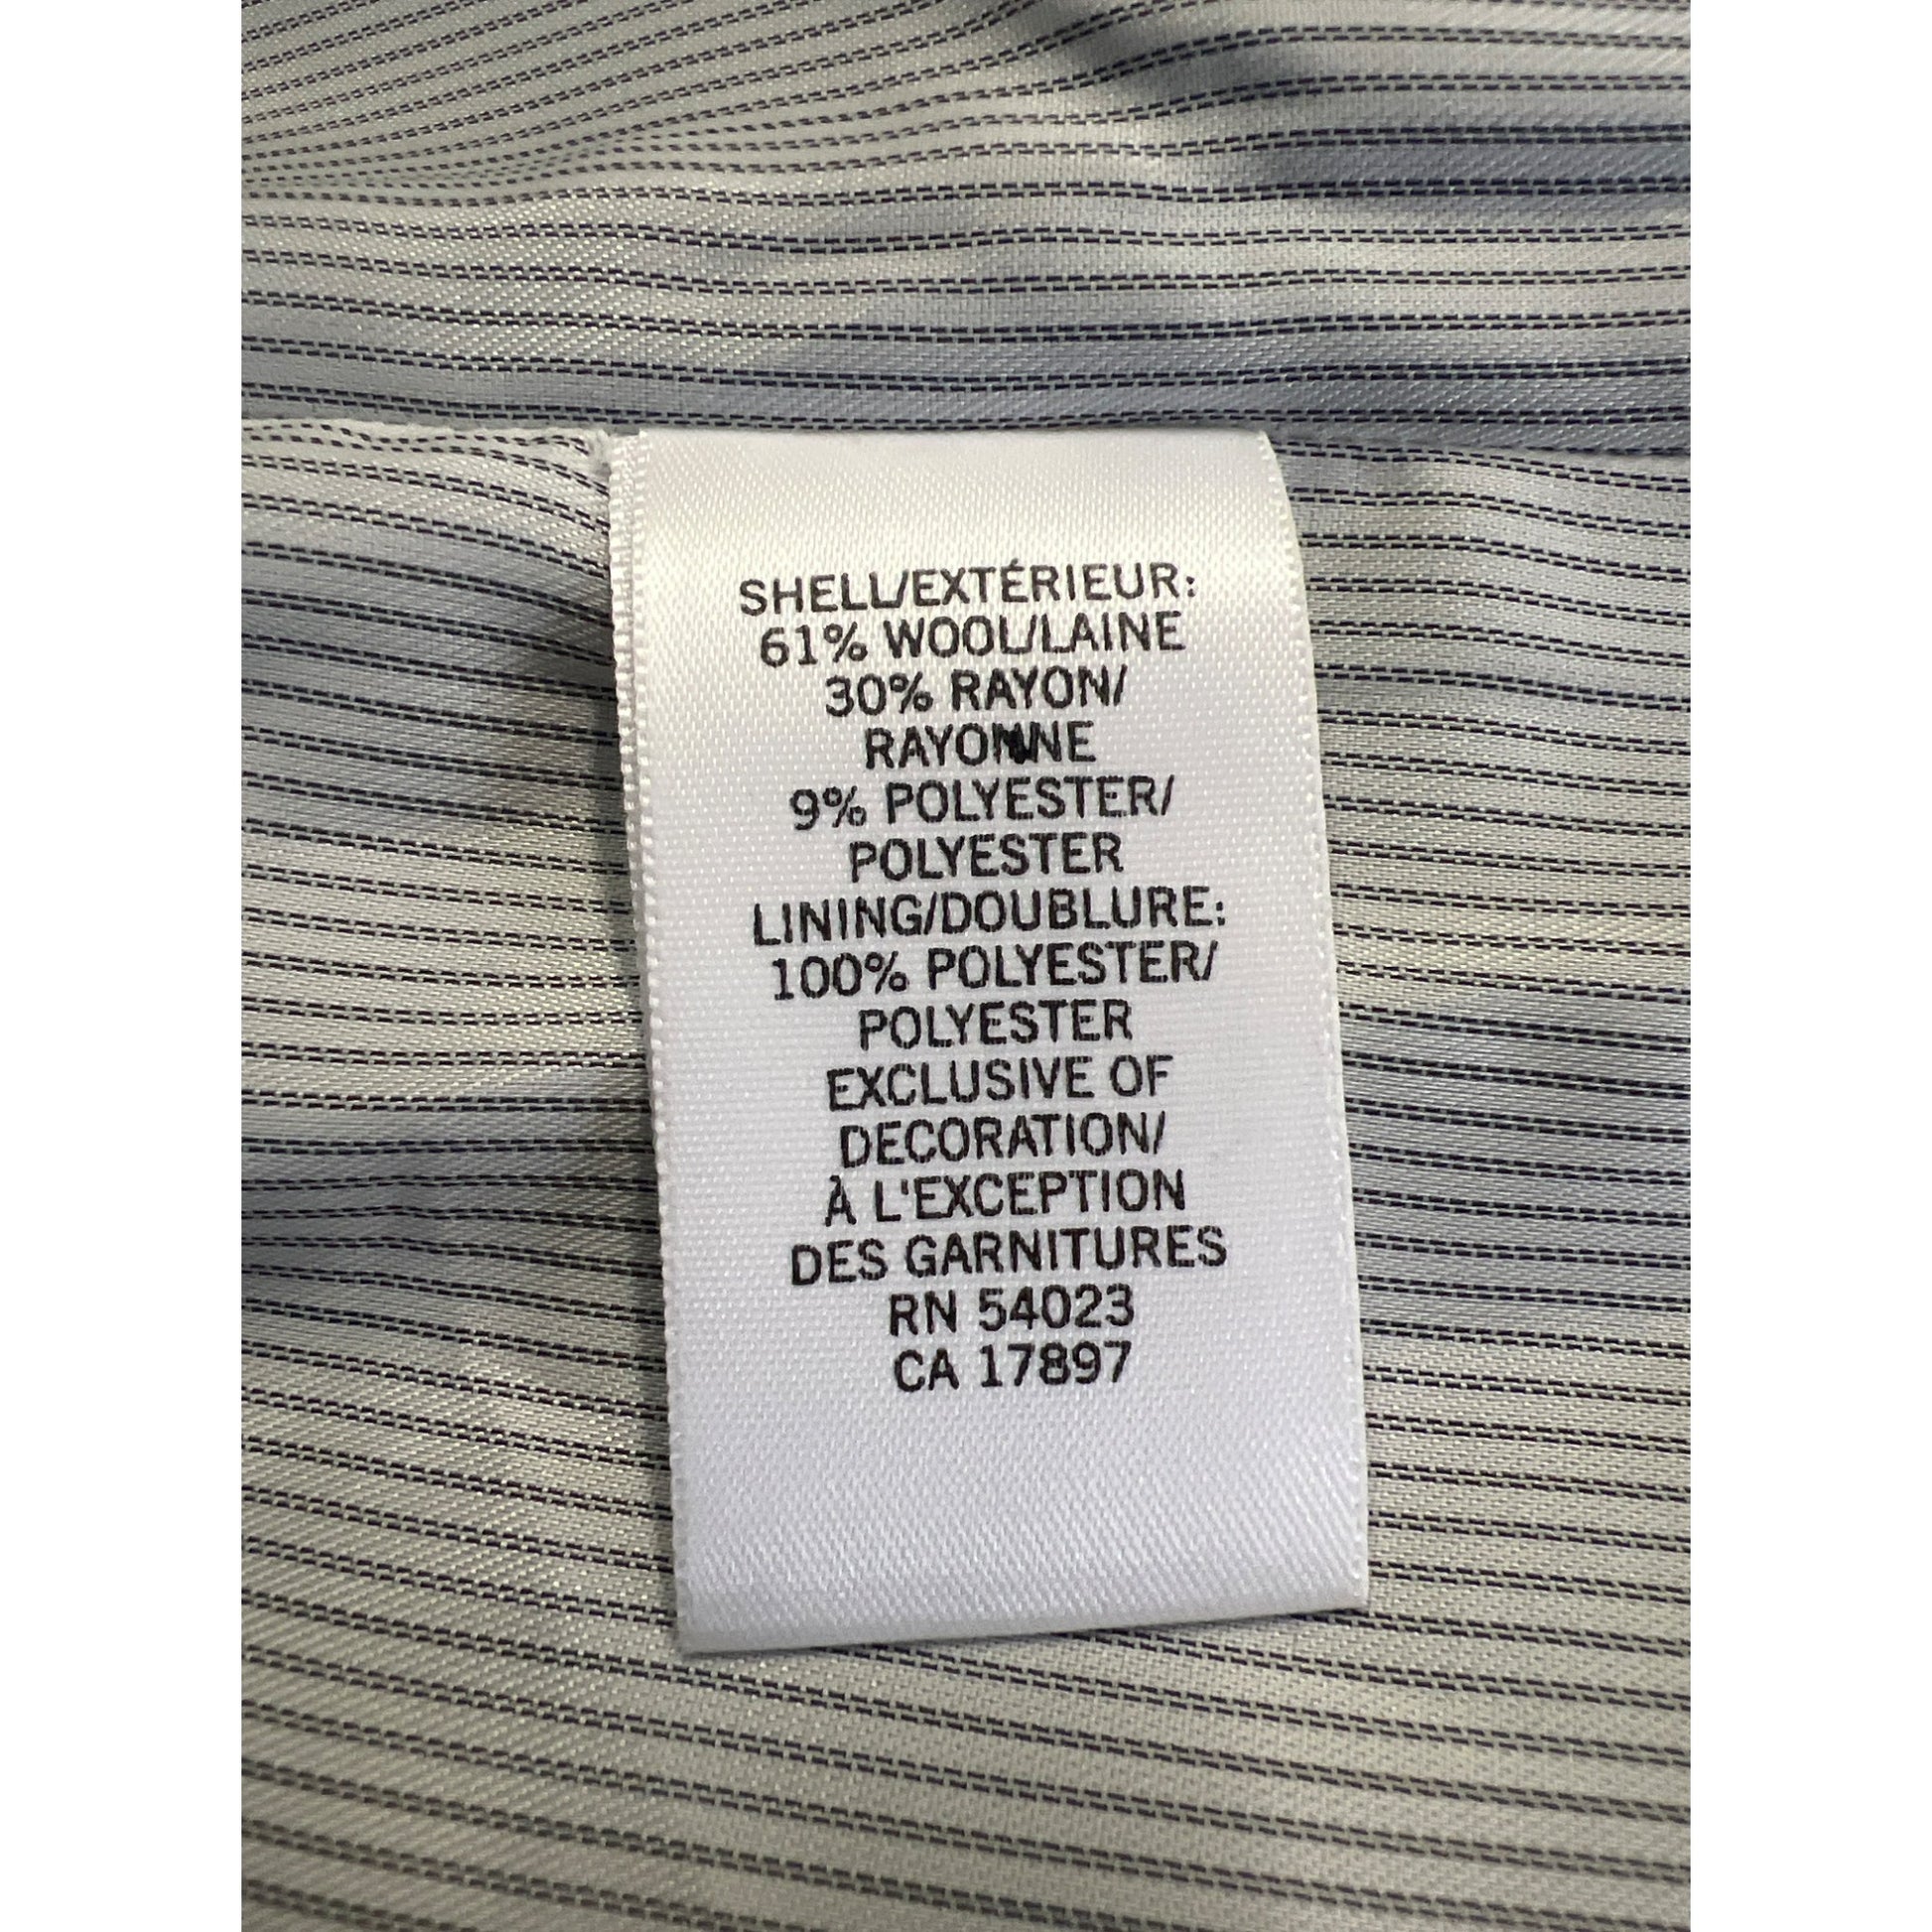 SHELL/EXTÉRIEUR:
61% WOOL/LAINE
30% RAYON/
RAYONNE
9% POLYESTER/
POLYESTER
LINING/DOUBLURE:
100% POLYESTER/
POLYESTER
EXCLUSIVE OF
DECORATION/
À L'EXCEPTION
DES GARNITURES
RN 54023
CA 17897